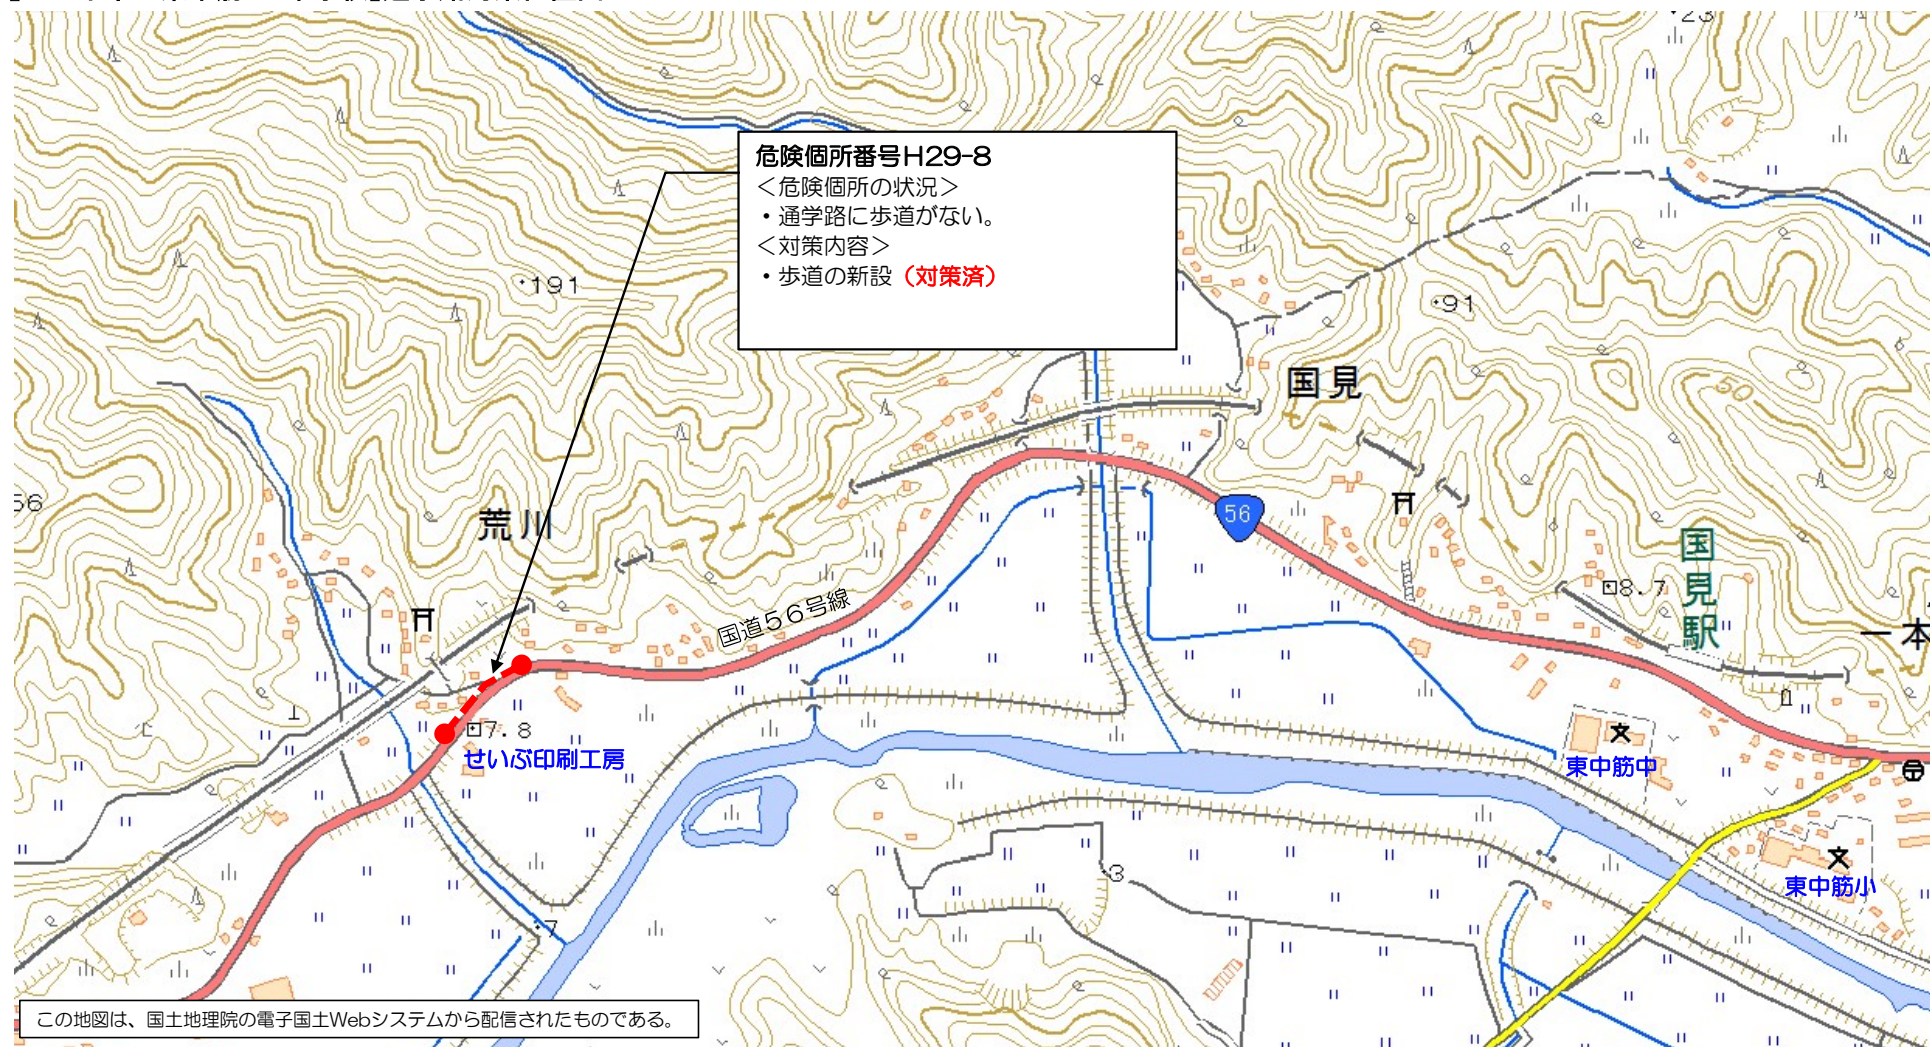 23
危険個所番号H29-8
＜危険個所の状況＞
・通学路に歩道がない。
＜対策内容＞
・歩道の新設（対策済）
191
91
国見
50
56
荒川
56
国見駅
8.7
国道56号線
一本
7.8
せいぶ印刷工房
東中筋中
東中筋小
3
7
この地図は、国土地理院の電子国土Webシステムから配信されたものである。